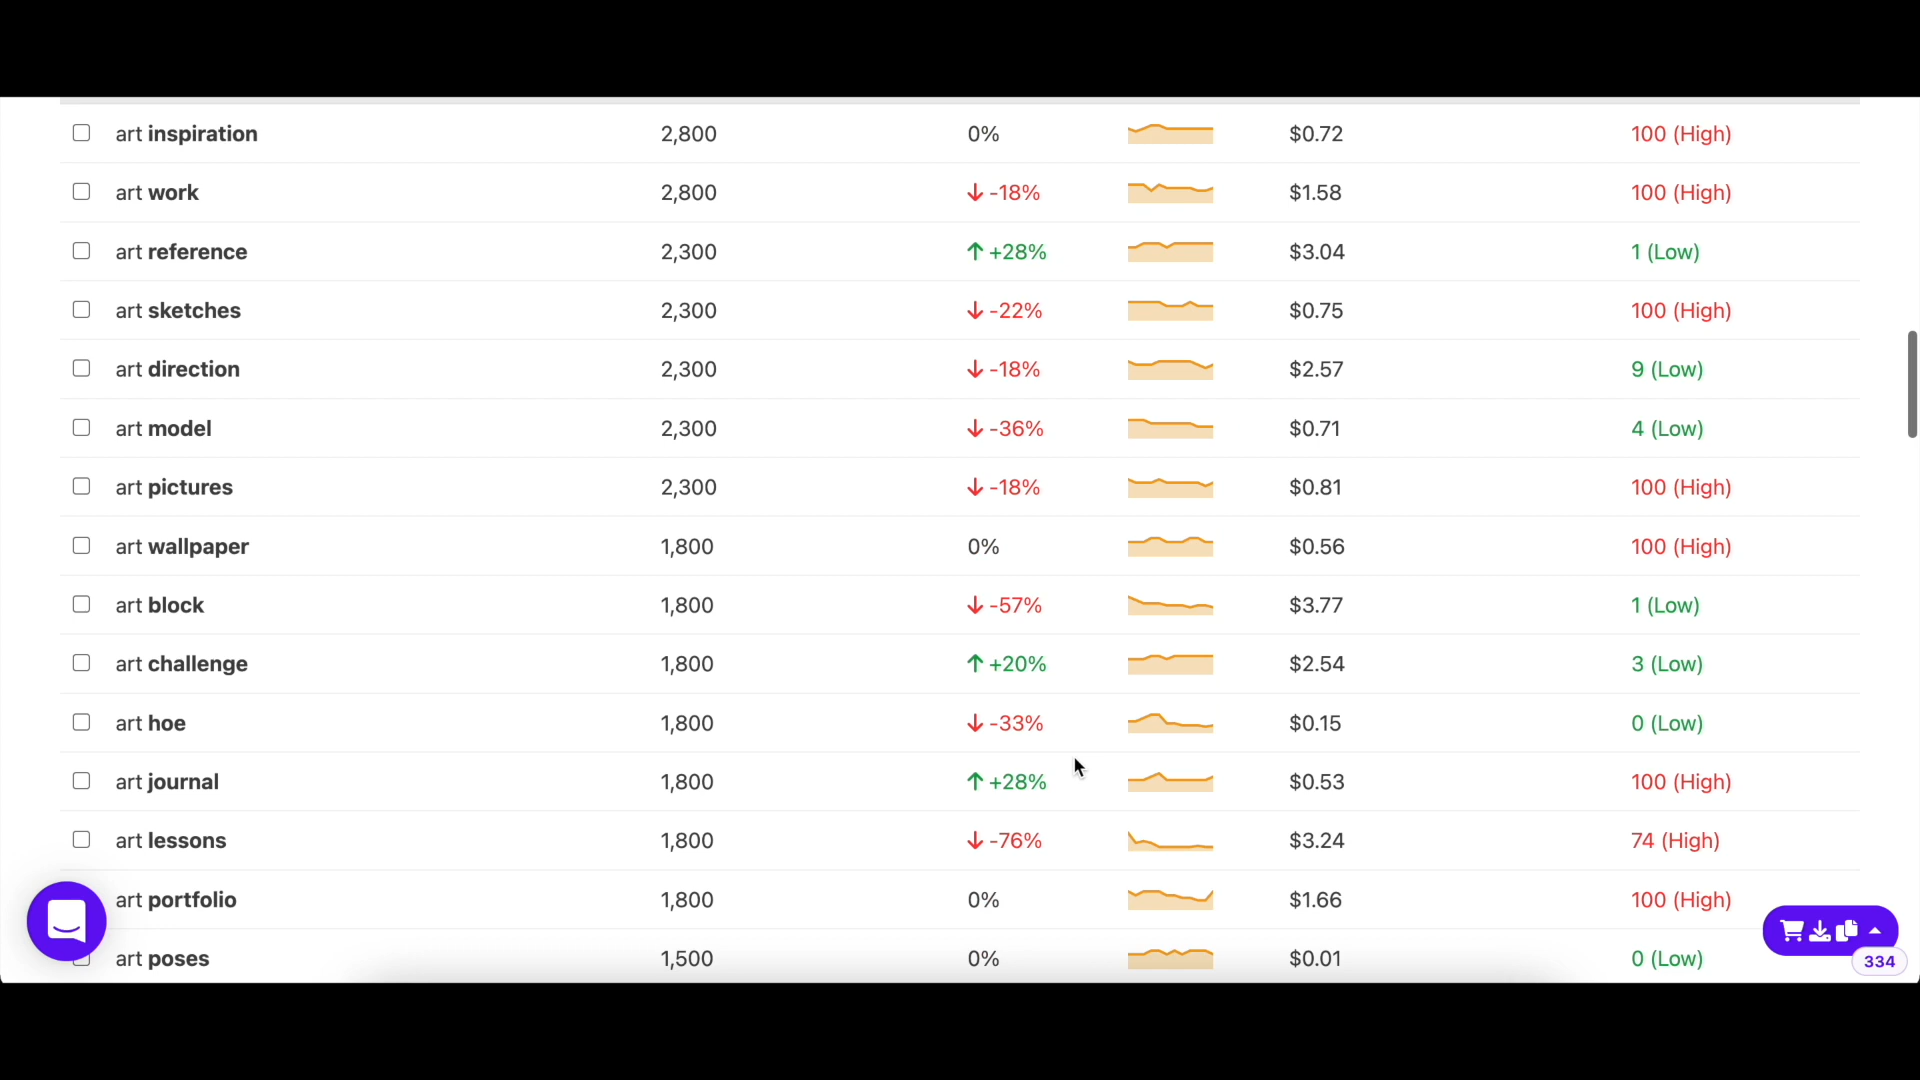 art inspiration 2,800 0% $0.72 100 (High)
art work 2,800 ↓ -18% $1.58 100 (High)
art reference 2,300 ↑ +28% $3.04 1 (Low)
art sketches 2,300 ↓ -22% $0.75 100 (High)
art direction 2,300 ↓ -18% $2.57 9 (Low)
art model 2,300 ↓ -36% $0.71 4 (Low)
art pictures 2,300 ↓ -18% $0.81 100 (High)
art wallpaper 1,800 0% $0.56 100 (High)
art block 1,800 ↓ -57% $3.77 1 (Low)
art challenge 1,800 ↑ +20% $2.54 3 (Low)
art hoe 1,800 ↓ -33% $0.15 0 (Low)
art journal 1,800 ↑ +28% $0.53 100 (High)
art lessons 1,800 ↓ -76% $3.24 74 (High)
art portfolio 1,800 0% $1.66 100 (High)
art poses 1,500 0% $0.01 0 (Low)
334